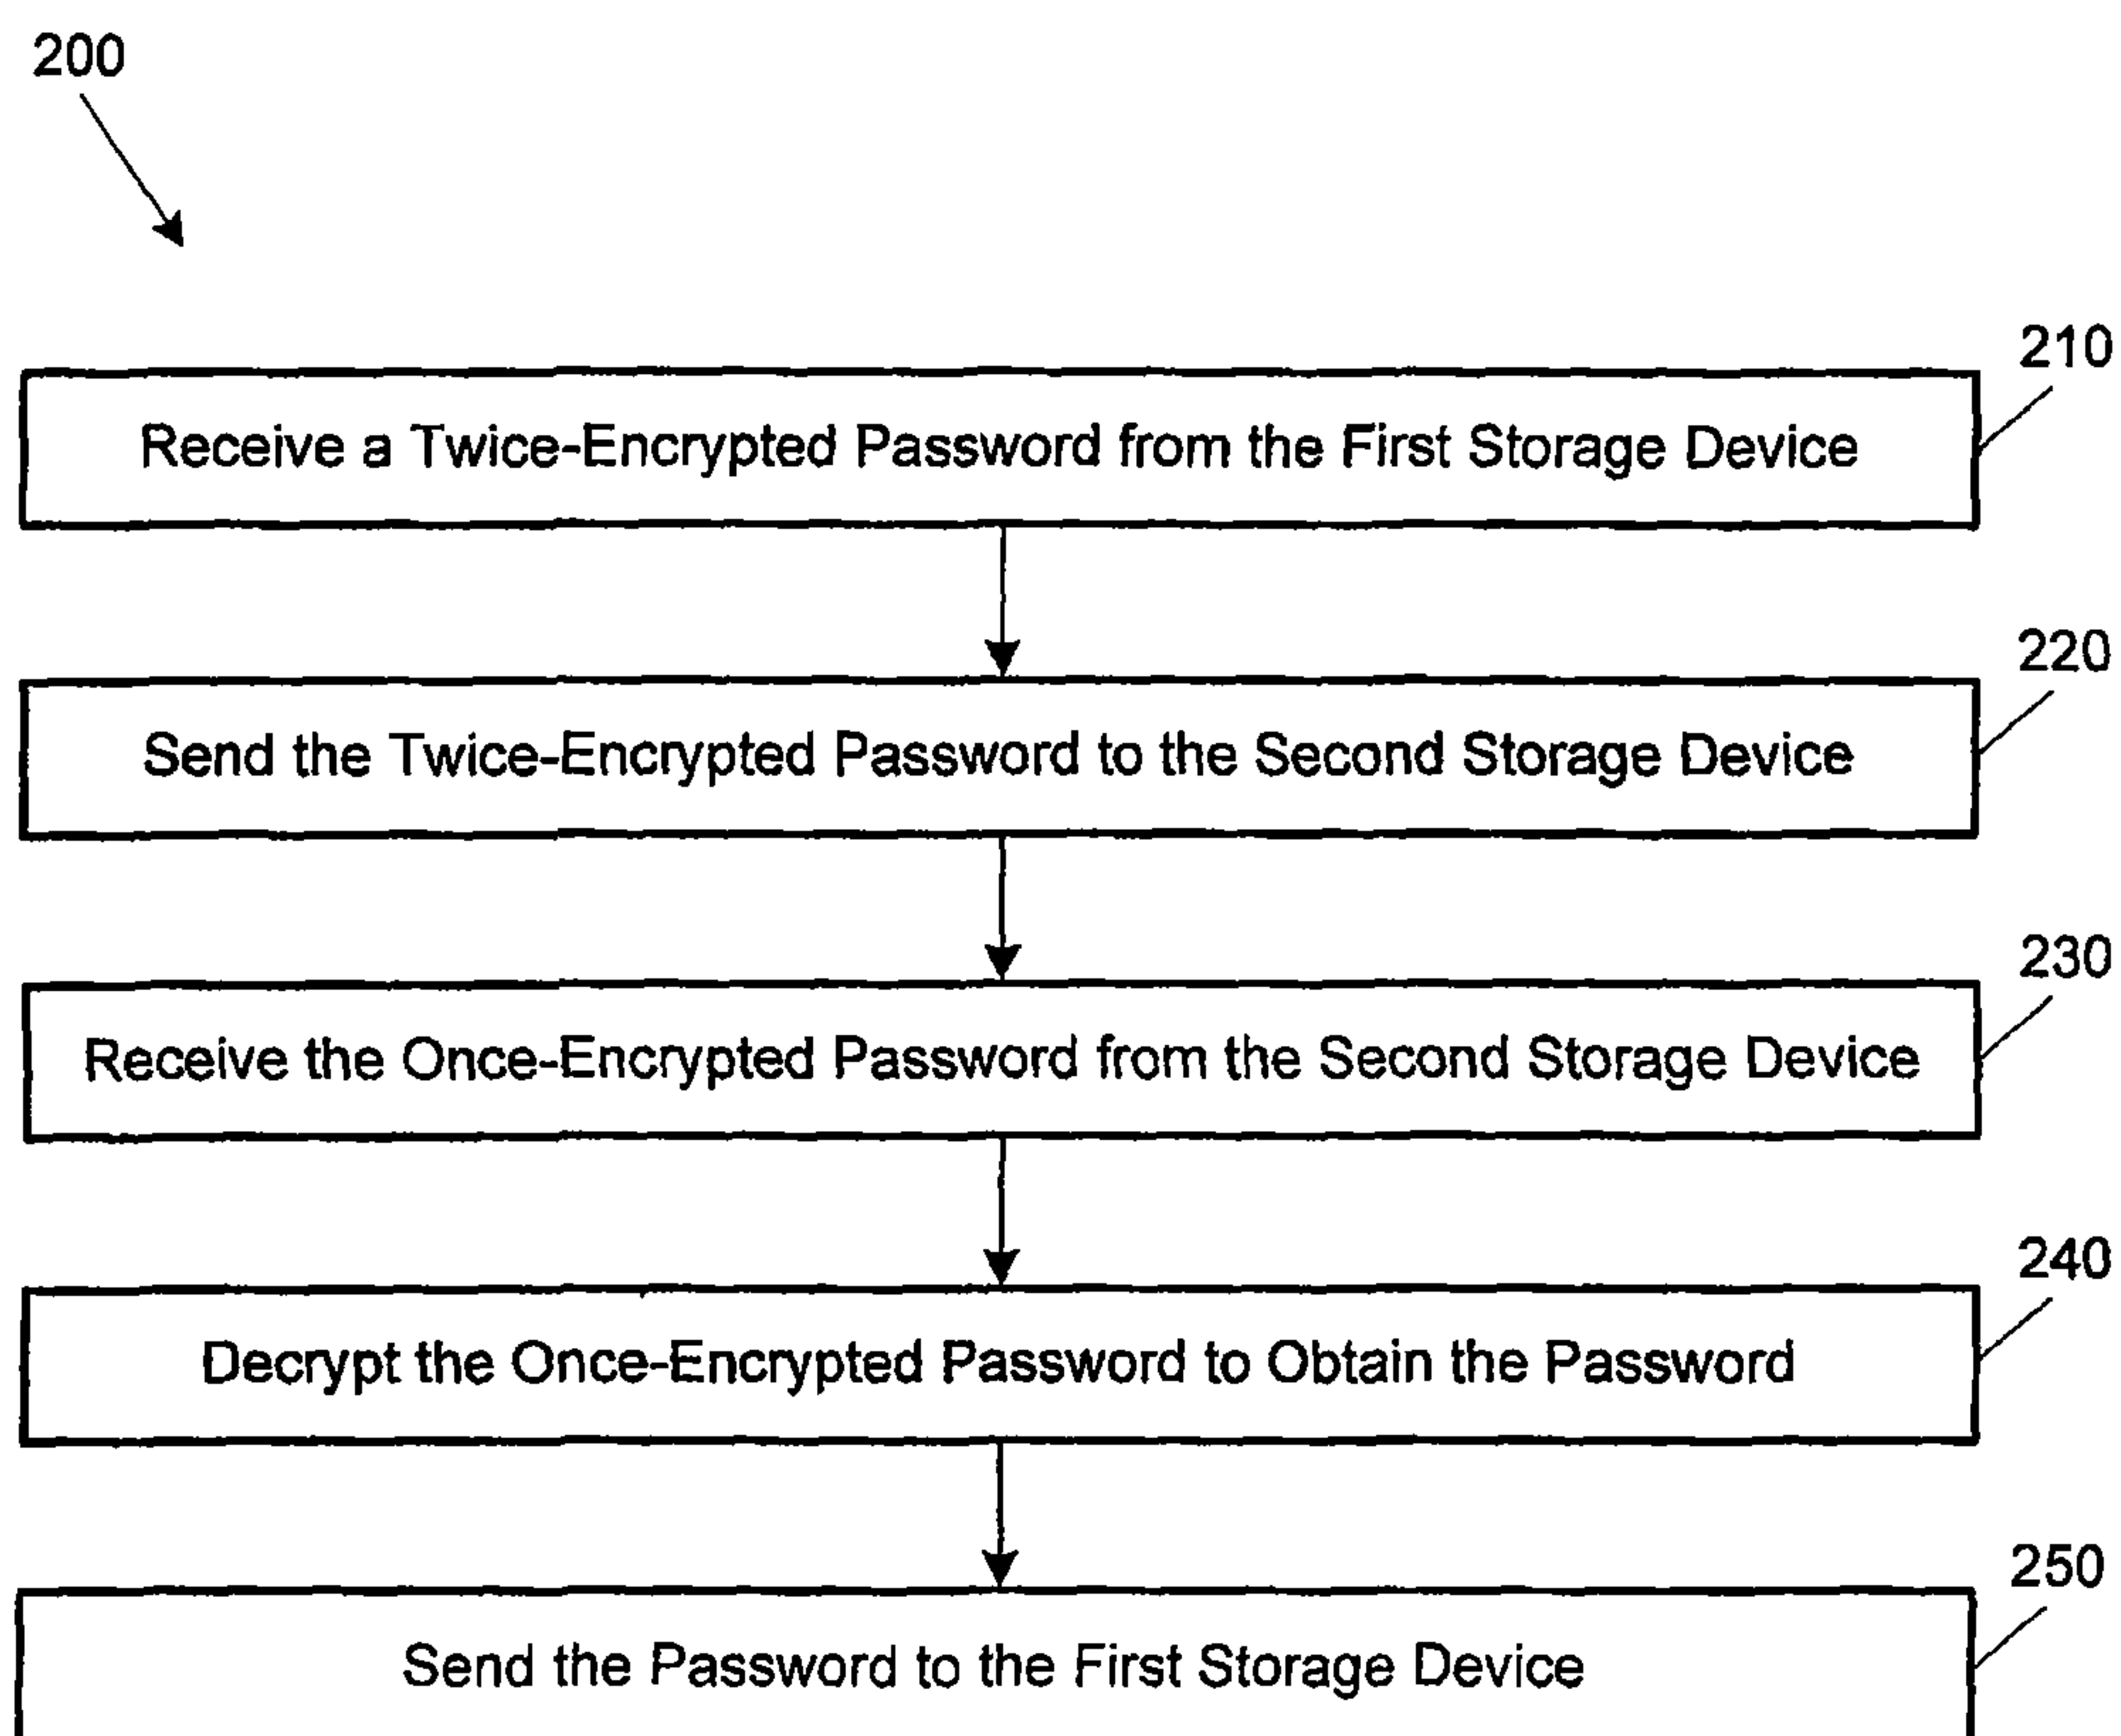 200
210
Receive a Twice-Encrypted Password from the First Storage Device
220
Send the Twice-Encrypted Password to the Second Storage Device
230
Receive the Once-Encrypted Password from the Second Storage Device
240
Decrypt the Once-Encrypted Password to Obtain the Password
250
Send the Password to the First Storage Device